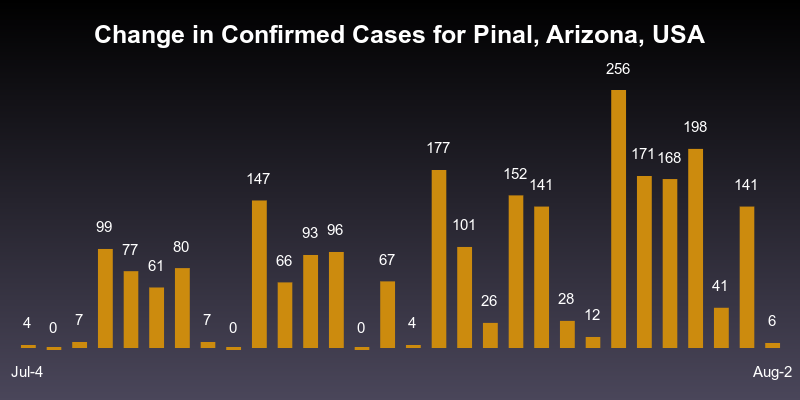 Change in Confirmed Cases for Pinal, Arizona, USA
4 0 7 99 77 61 80 7 0 147 66 93 96 0 67 4 177 101 26 152 141 28 12 256 171 168 198 41 141 6
Jul-4 Aug-2